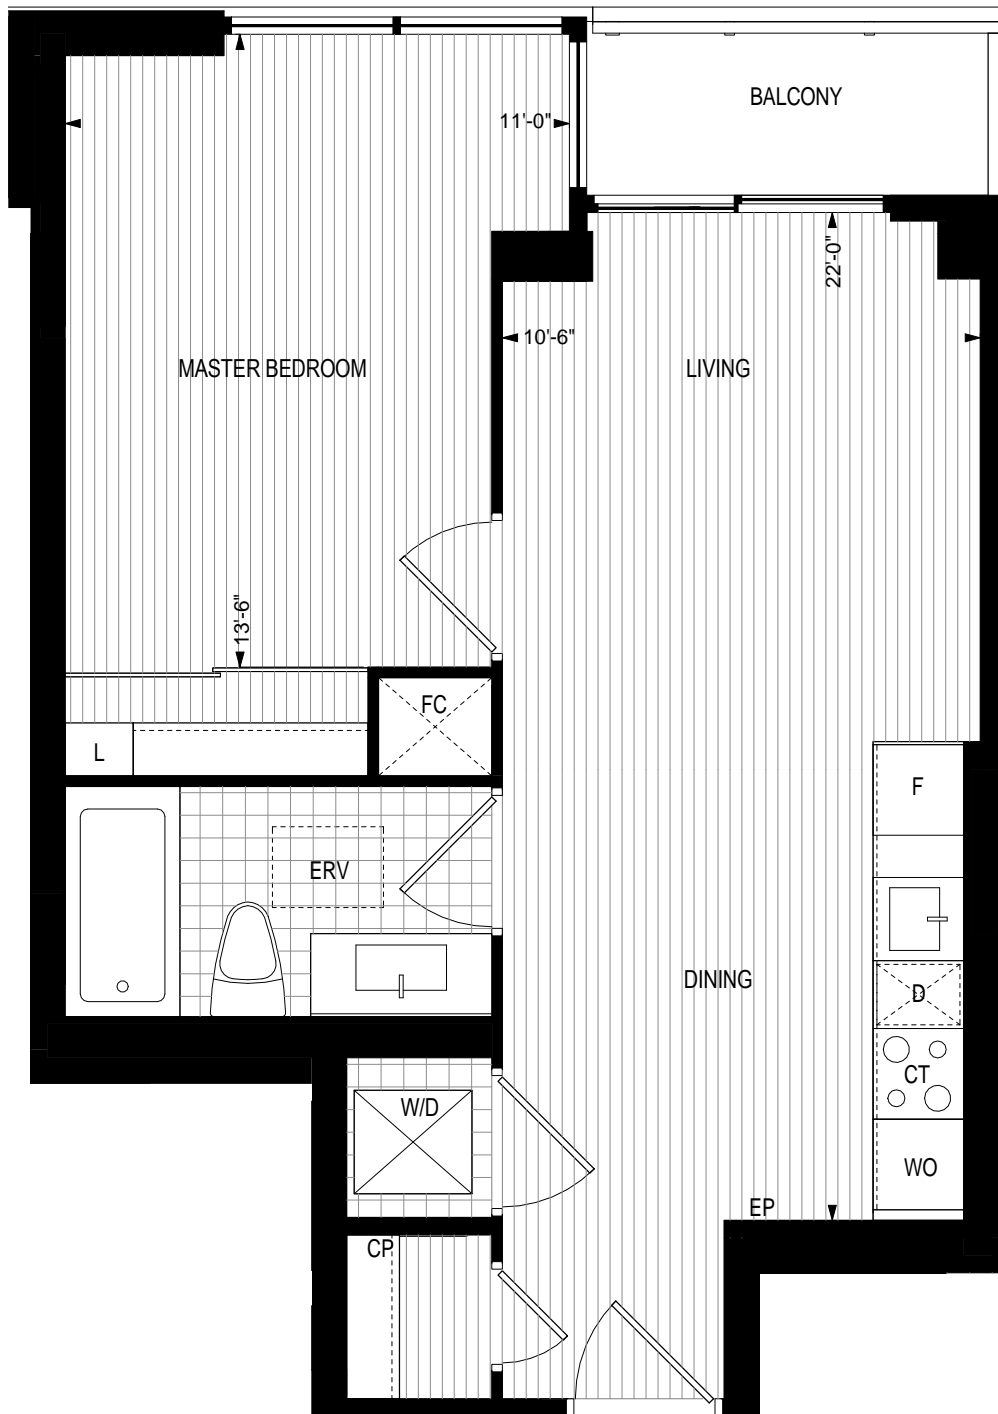 BALCONY
11'-0"
22'-0"
10'-6"
MASTER BEDROOM
LIVING
13'-6"
FC
L
F
ERV
DINING
D
CT
W/D
WO
EP
CP